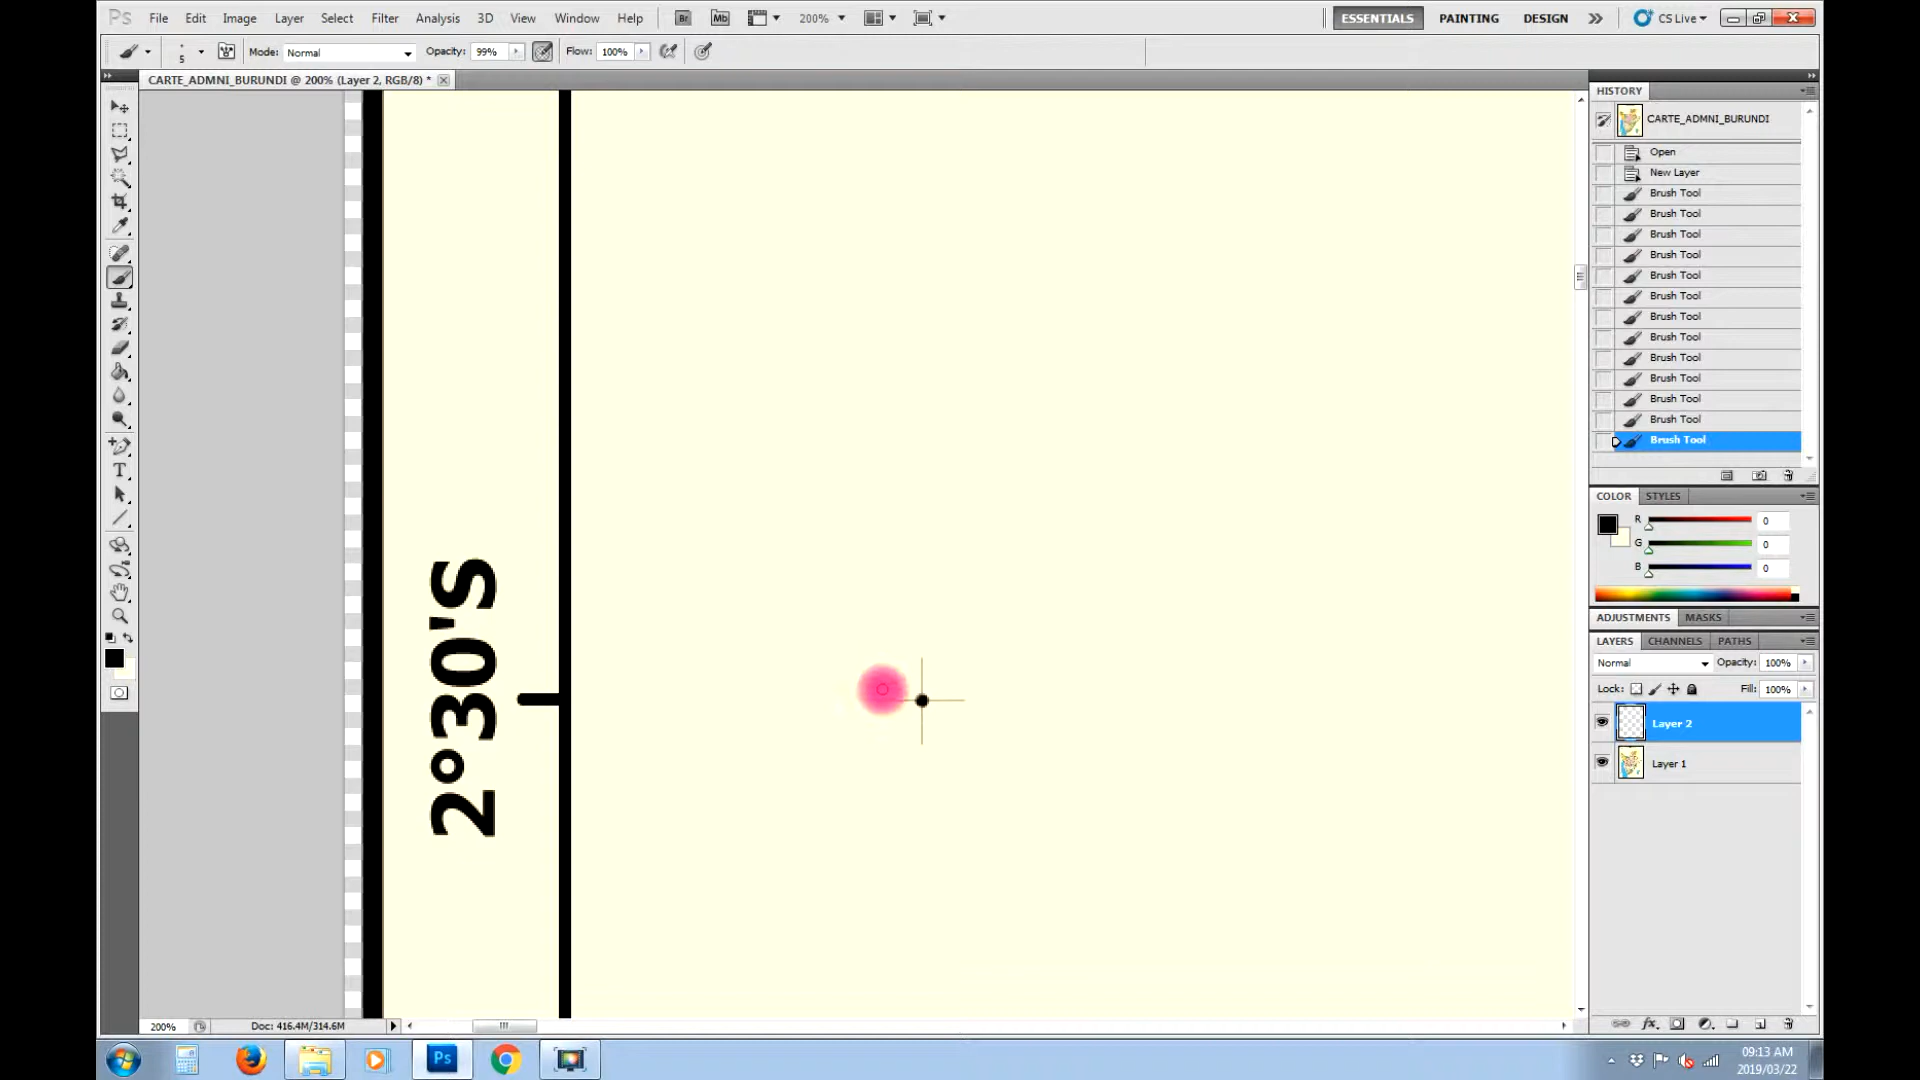 Ps File Edit Image Layer Select Filter Analysis 3D View Window Help Br Mb 200% ESSENTIALS PAINTING DESIGN CS Live
5 Mode: Normal Opacity: 99% Flow: 100%
CARTE_ADMNI_BURUNDI @ 200% (Layer 2, RGB/8) *
HISTORY
CARTE_ADMNI_BURUNDI
Open
New Layer
Brush Tool
Brush Tool
Brush Tool
Brush Tool
Brush Tool
Brush Tool
Brush Tool
Brush Tool
Brush Tool
Brush Tool
Brush Tool
Brush Tool
Brush Tool
COLOR STYLES
R 0
G 0
B 0
ADJUSTMENTS MASKS
LAYERS CHANNELS PATHS
Normal Opacity: 100%
Lock: Fill: 100%
Layer 2
Layer 1
T
2°30'S
200% Doc: 416.4M/314.6M
Ps
09:13 AM
2019/03/22